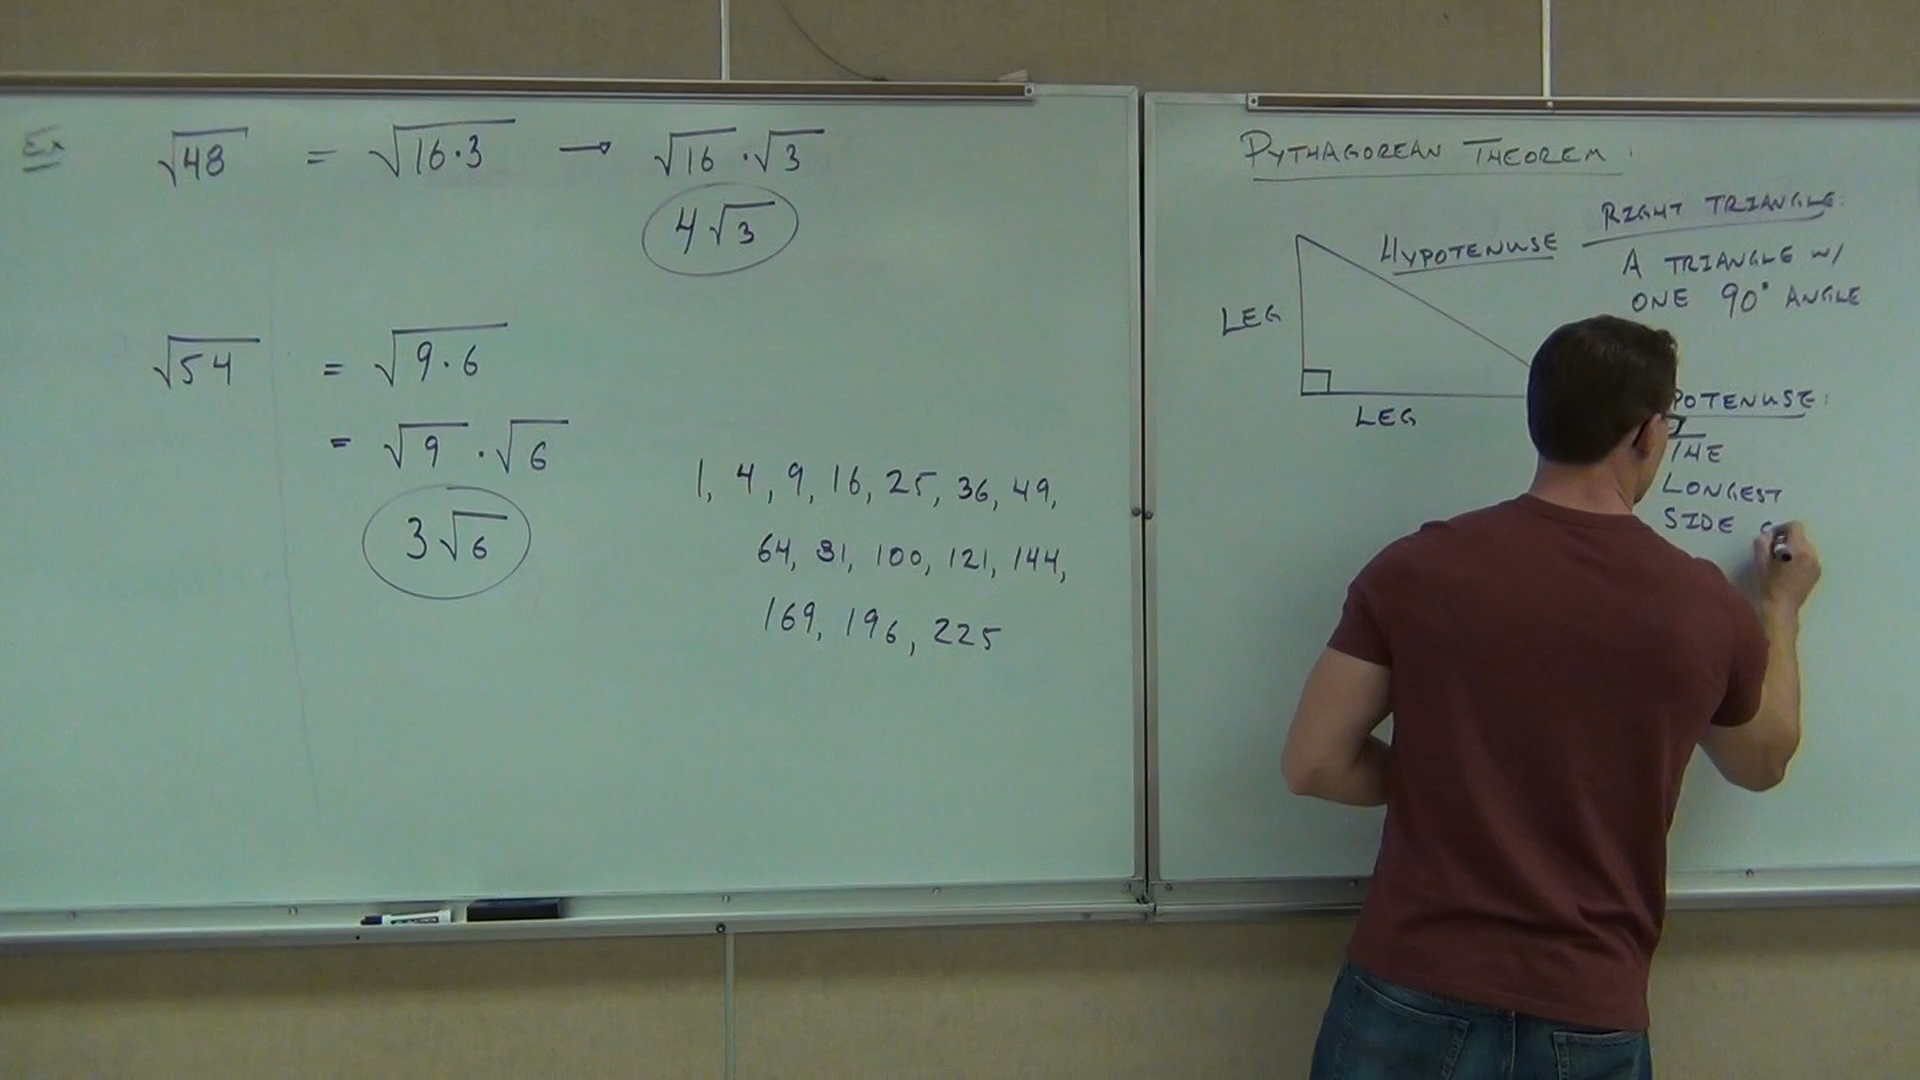 Ex √48 = √16·3 → √16 · √3
4√3
√54 = √9·6
= √9 · √6
3√6
1, 4, 9, 16, 25, 36, 49,
64, 81, 100, 121, 144,
169, 196, 225
PYTHAGOREAN THEOREM:
RIGHT TRIANGLE:
A TRIANGLE W/
ONE 90° ANGLE
HYPOTENUSE
LEG
LEG
POTENUSE:
THE
LONGEST
SIDE